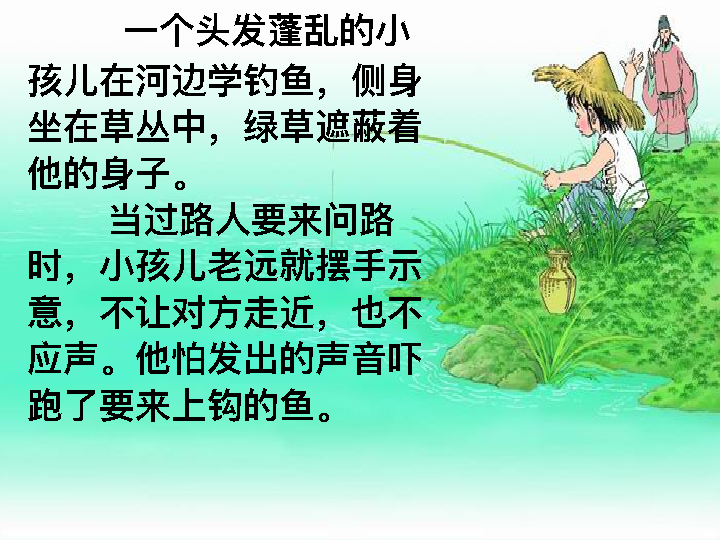 一个头发蓬乱的小
孩儿在河边学钓鱼，侧身
坐在草丛中，绿草遮蔽着
他的身子。
当过路人要来问路
时，小孩儿老远就摆手示
意，不让对方走近，也不
应声。他怕发出的声音吓
跑了要来上钩的鱼。